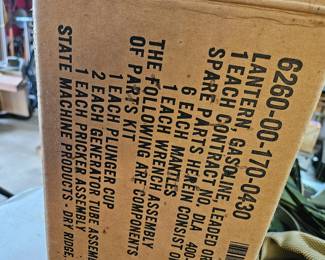 6260-00-170-0430
LANTERN, GASOLINE, LEADED OR
1 EACH CONTRACT NO. DLA 400-
SPARE PARTS HEREIN CONSIST O
6 EACH MANTLES
1 EACH WRENCH ASSEMBLY
THE FOLLOWING ARE COMPONENTS
OF PARTS KIT
1 EACH PLUNGER CUP
2 EACH GENERATOR TUBE ASSEM
1 EACH PRICKER ASSEMBLY
STATE MACHINE PRODUCTS - DRY RIDGE,